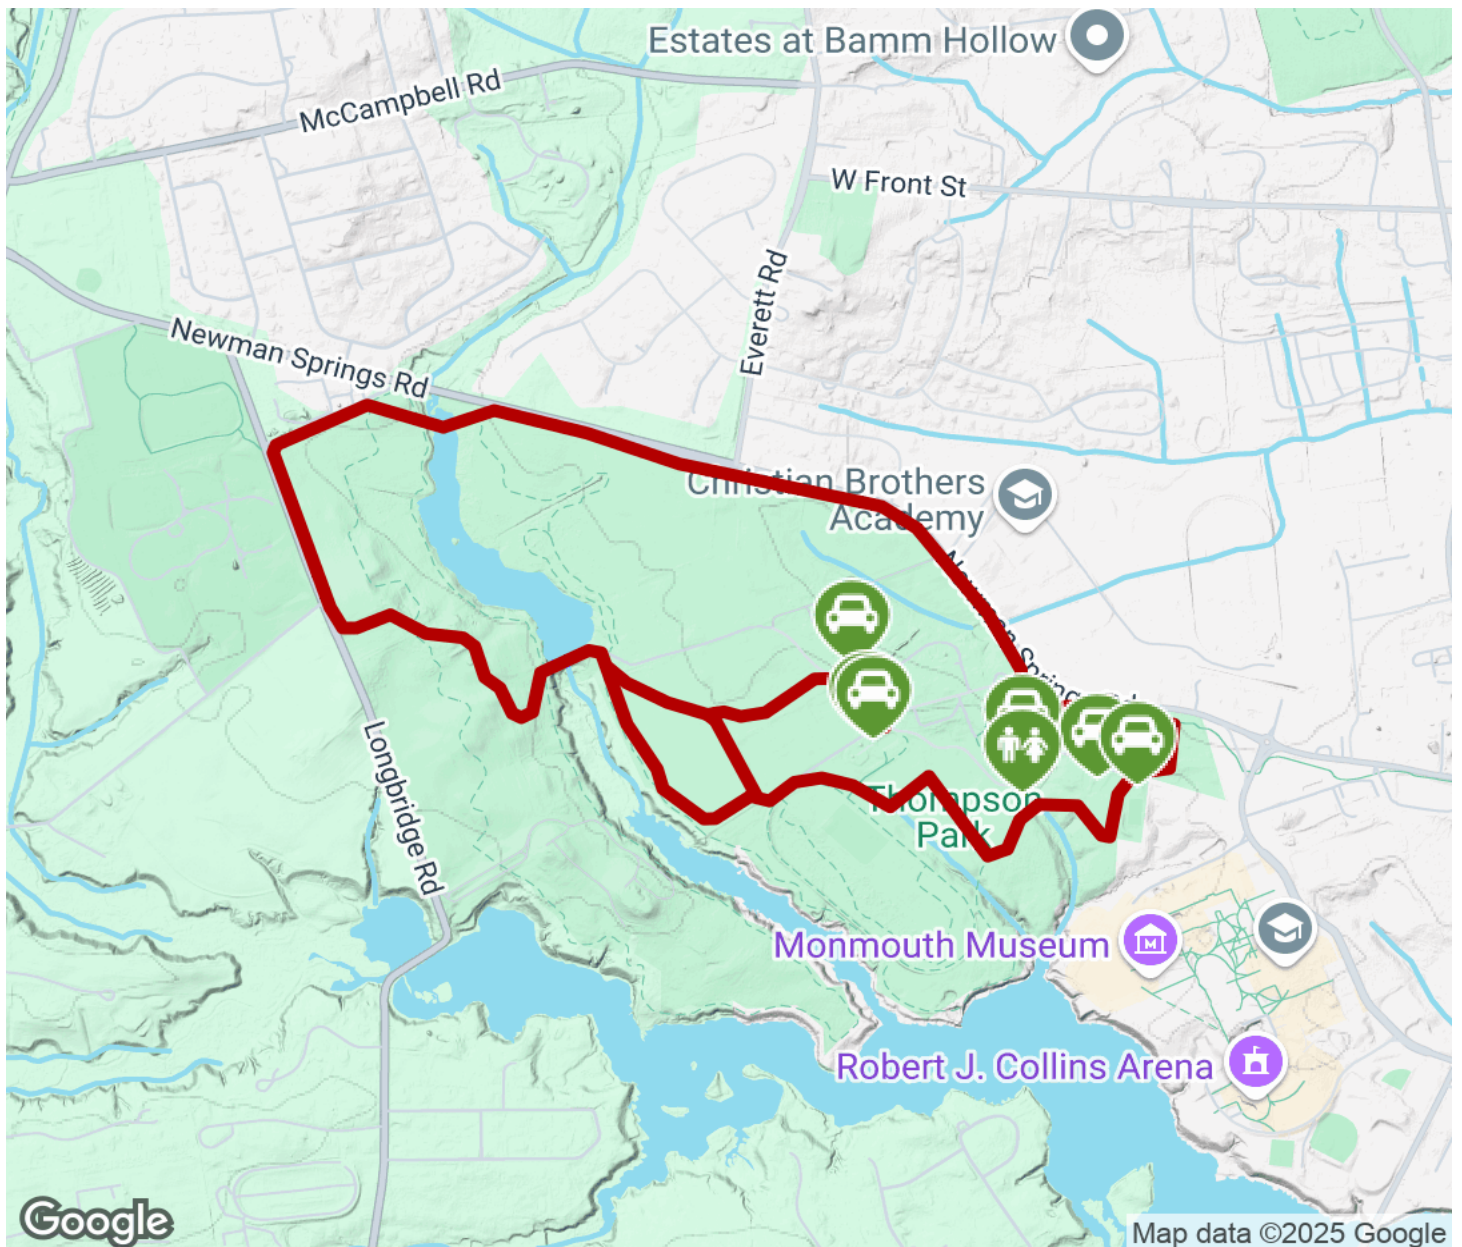 Estates at Bamm Hollow
McCampbell Rd
W Front St
Everett Rd
Newman Springs Rd
Christian Brothers
Academy
Longbridge Rd
Thompson
Park
Monmouth Museum
M
Robert J. Collins Arena
Google
Map data ©2025 Google